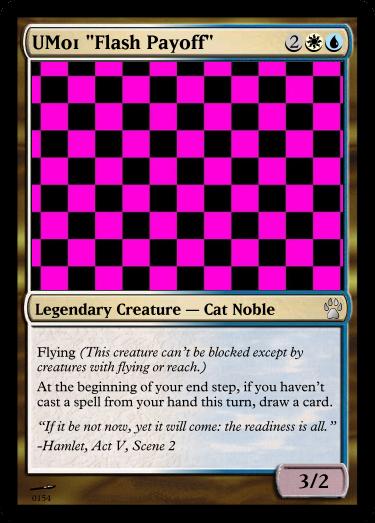 UM01 "Flash Payoff" 2
Legendary Creature — Cat Noble
Flying (This creature can't be blocked except by
creatures with flying or reach.)
At the beginning of your end step, if you haven't
cast a spell from your hand this turn, draw a card.
"If it be not now, yet it will come: the readiness is all."
-Hamlet, Act V, Scene 2
3/2
0154